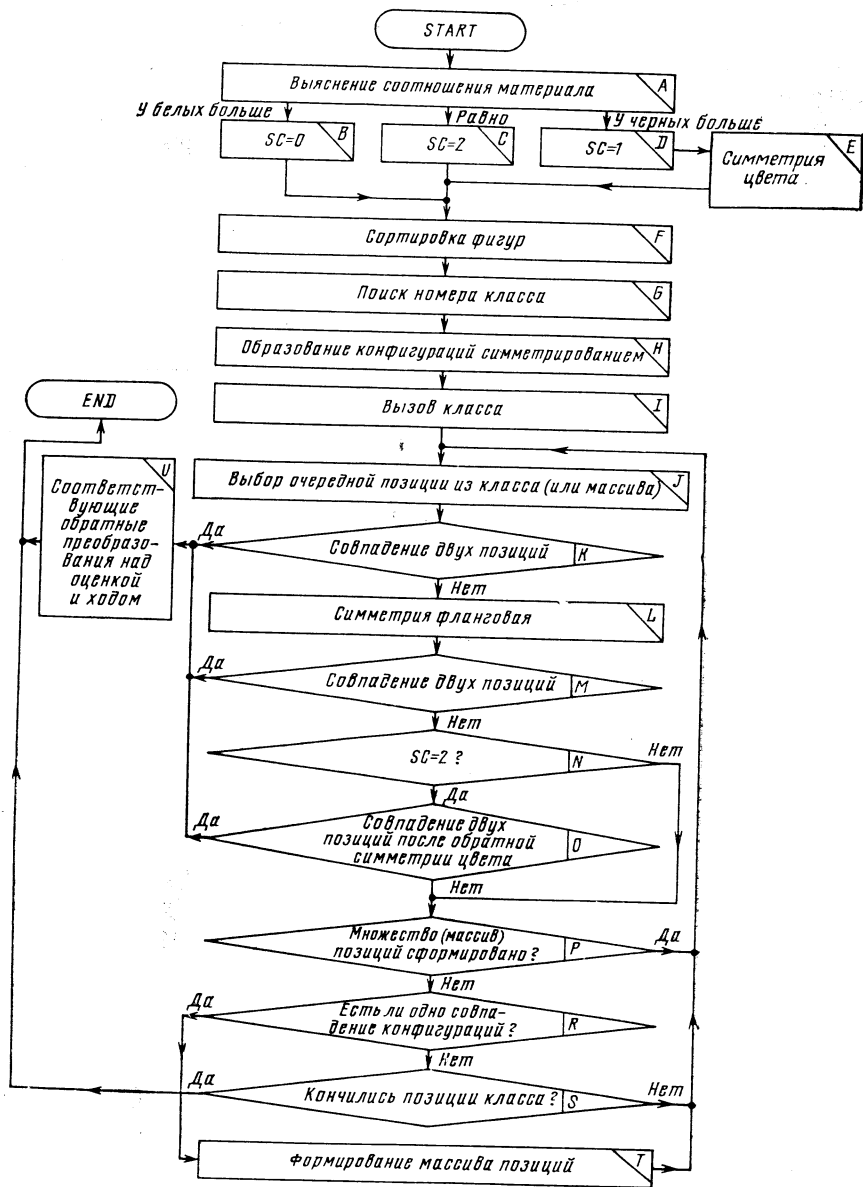 START
Выяснение соотношения материала A
У белых больше
Равно
У черных больше
SC=0 B
SC=2 C
SC=1 D
E
Симметрия
цвета
Сортировка фигур F
Поиск номера класса G
Образование конфигураций симметрированием H
END
Вызов класса I
Выбор очередной позиции из класса (или массива) J
U
Соответст-
вующие
обратные
преобразо-
вания над
оценкой
и ходом
Да
Совпадение двух позиций K
Нет
Симметрия фланговая L
Да
Совпадение двух позиций M
Нет
SC=2 ? N
Нет
Да
Да
Совпадение двух
позиций после обратной
симметрии цвета
O
Нет
Множество (массив)
позиций сформировано ? P
Да
Нет
Да
Есть ли одно совпа-
дение конфигураций ? R
Нет
Да
Кончились позиции класса ? S
Нет
Формирование массива позиций T